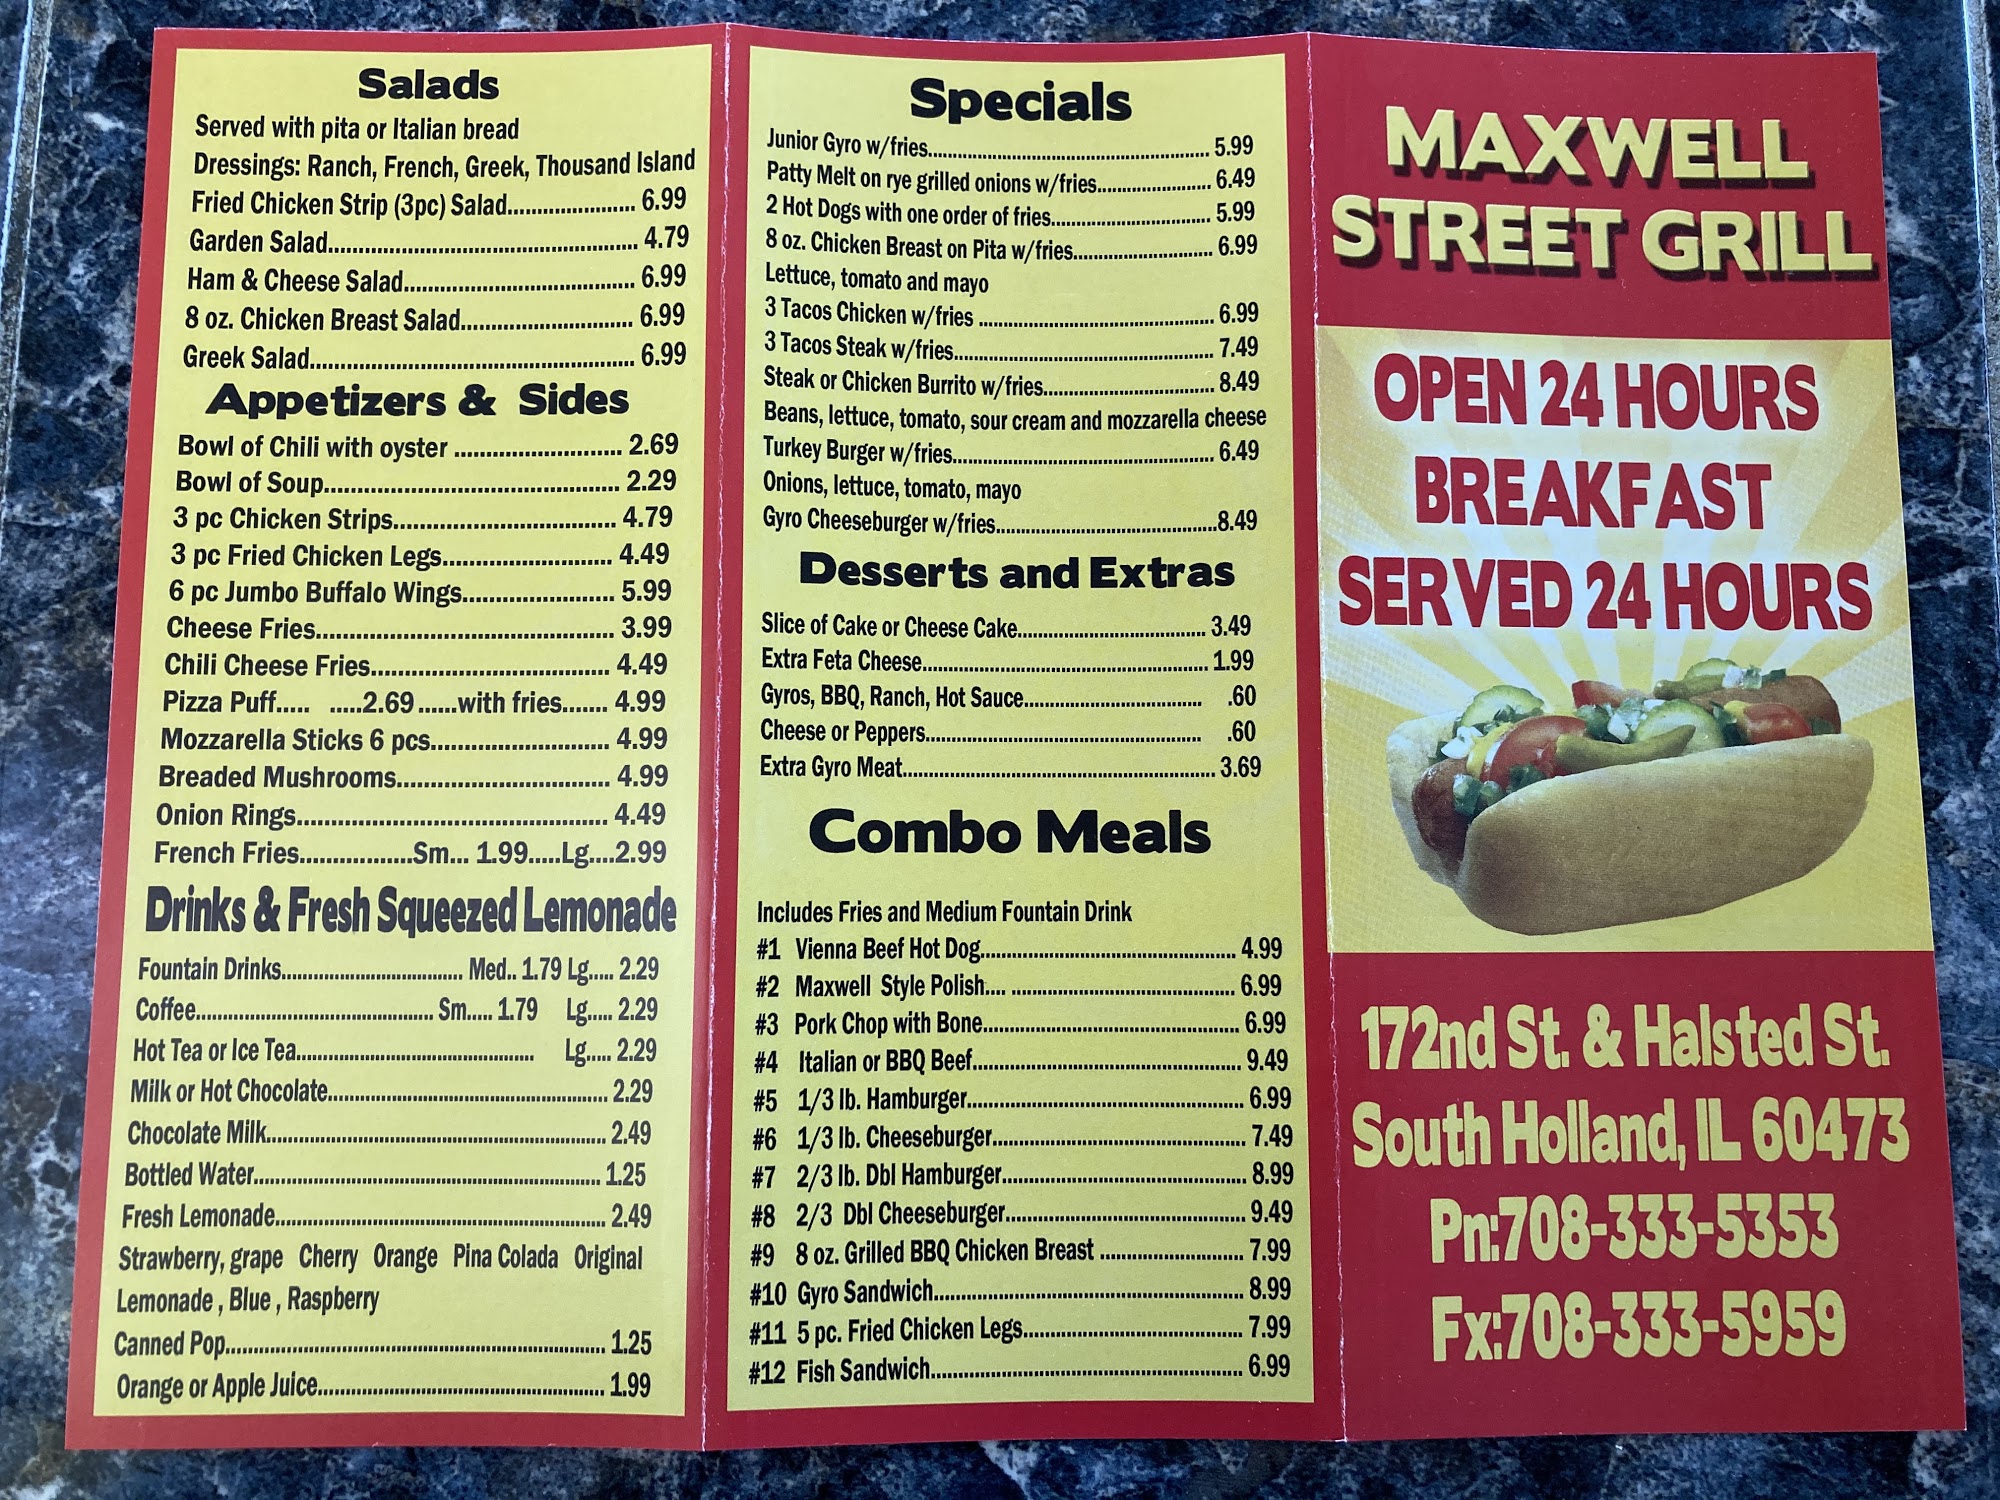 Salads
Served with pita or Italian bread
Dressings: Ranch, French, Greek, Thousand Island
Fried Chicken Strip (3pc) Salad..................... 6.99
Garden Salad.................................................... 4.79
Ham & Cheese Salad....................................... 6.99
8 oz. Chicken Breast Salad............................. 6.99
Greek Salad...................................................... 6.99
Appetizers & Sides
Bowl of Chili with oyster ............................ 2.69
Bowl of Soup.................................................. 2.29
3 pc Chicken Strips...................................... 4.79
3 pc Fried Chicken Legs............................. 4.49
6 pc Jumbo Buffalo Wings.......................... 5.99
Cheese Fries.................................................. 3.99
Chili Cheese Fries........................................ 4.49
Pizza Puff..... .....2.69 ......with fries....... 4.99
Mozzarella Sticks 6 pcs.............................. 4.99
Breaded Mushrooms.................................... 4.99
Onion Rings.................................................... 4.49
French Fries..................Sm... 1.99.....Lg....2.99
Drinks & Fresh Squeezed Lemonade
Fountain Drinks...................................... Med.. 1.79 Lg..... 2.29
Coffee.................................................. Sm..... 1.79 Lg..... 2.29
Hot Tea or Ice Tea.................................................. Lg..... 2.29
Milk or Hot Chocolate........................................................... 2.29
Chocolate Milk....................................................................... 2.49
Bottled Water......................................................................... 1.25
Fresh Lemonade..................................................................... 2.49
Strawberry, grape Cherry Orange Pina Colada Original
Lemonade , Blue , Raspberry
Canned Pop................................................................................ 1.25
Orange or Apple Juice............................................................. 1.99
Specials
Junior Gyro w/fries.................................................... 5.99
Patty Melt on rye grilled onions w/fries..................... 6.49
2 Hot Dogs with one order of fries.............................. 5.99
8 oz. Chicken Breast on Pita w/fries.......................... 6.99
Lettuce, tomato and mayo
3 Tacos Chicken w/fries ............................................. 6.99
3 Tacos Steak w/fries.................................................. 7.49
Steak or Chicken Burrito w/fries................................ 8.49
Beans, lettuce, tomato, sour cream and mozzarella cheese
Turkey Burger w/fries.................................................. 6.49
Onions, lettuce, tomato, mayo
Gyro Cheeseburger w/fries..........................................8.49
Desserts and Extras
Slice of Cake or Cheese Cake..................................... 3.49
Extra Feta Cheese......................................................... 1.99
Gyros, BBQ, Ranch, Hot Sauce.................................... .60
Cheese or Peppers....................................................... .60
Extra Gyro Meat............................................................. 3.69
Combo Meals
Includes Fries and Medium Fountain Drink
#1 Vienna Beef Hot Dog................................................. 4.99
#2 Maxwell Style Polish.... ........................................... 6.99
#3 Pork Chop with Bone................................................. 6.99
#4 Italian or BBQ Beef.................................................... 9.49
#5 1/3 lb. Hamburger...................................................... 6.99
#6 1/3 lb. Cheeseburger................................................ 7.49
#7 2/3 lb. Dbl Hamburger............................................... 8.99
#8 2/3 Dbl Cheeseburger............................................... 9.49
#9 8 oz. Grilled BBQ Chicken Breast ............................ 7.99
#10 Gyro Sandwich............................................................ 8.99
#11 5 pc. Fried Chicken Legs........................................... 7.99
#12 Fish Sandwich............................................................. 6.99
MAXWELL
STREET GRILL
OPEN 24 HOURS
BREAKFAST
SERVED 24 HOURS
172nd St. & Halsted St.
South Holland, IL 60473
Pn:708-333-5353
Fx:708-333-5959